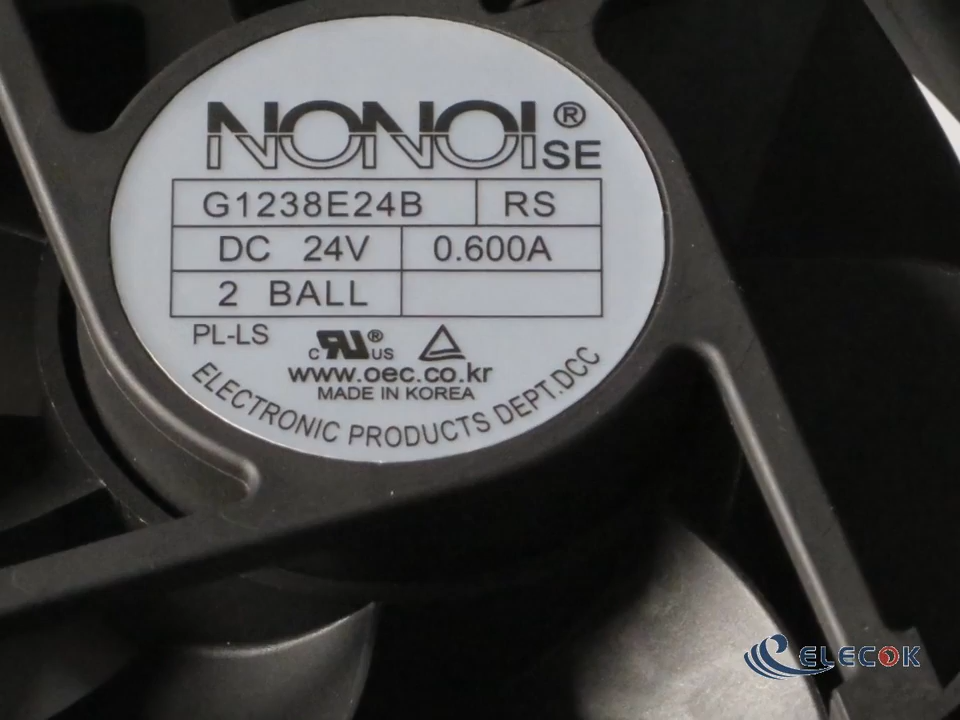 NONOISE®
G1238E24B RS
DC 24V 0.600A
2 BALL
PL-LS c RU® US
www.oec.co.kr
MADE IN KOREA
ELECTRONIC PRODUCTS DEPT.DCC
ELECOK